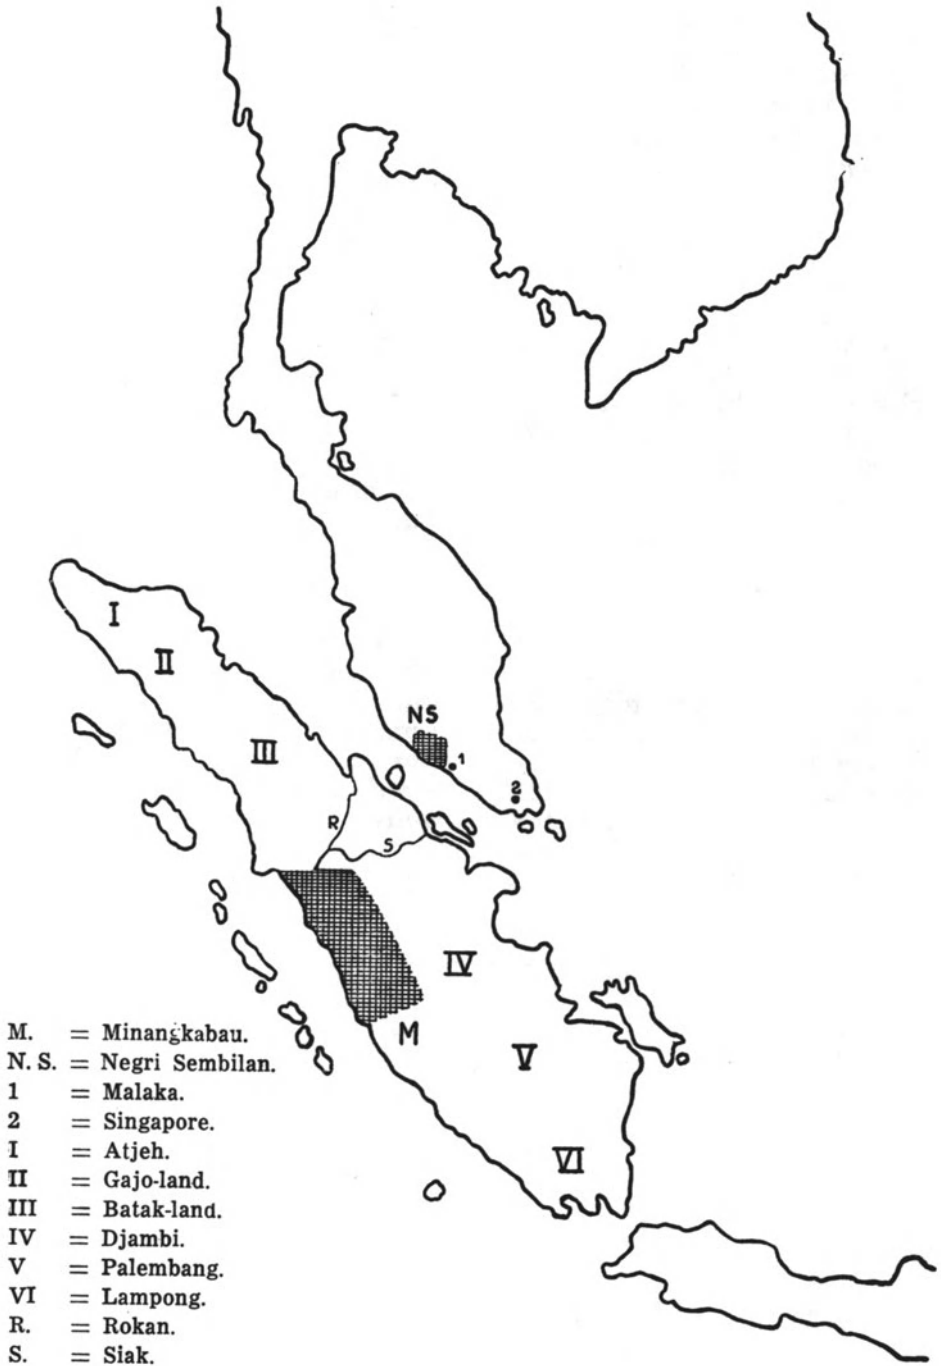 I
II
III
NS
1
2
R
S
IV
M
V
VI
M. = Minangkabau.
N. S. = Negri Sembilan.
1 = Malaka.
2 = Singapore.
I = Atjeh.
II = Gajo-land.
III = Batak-land.
IV = Djambi.
V = Palembang.
VI = Lampong.
R. = Rokan.
S. = Siak.